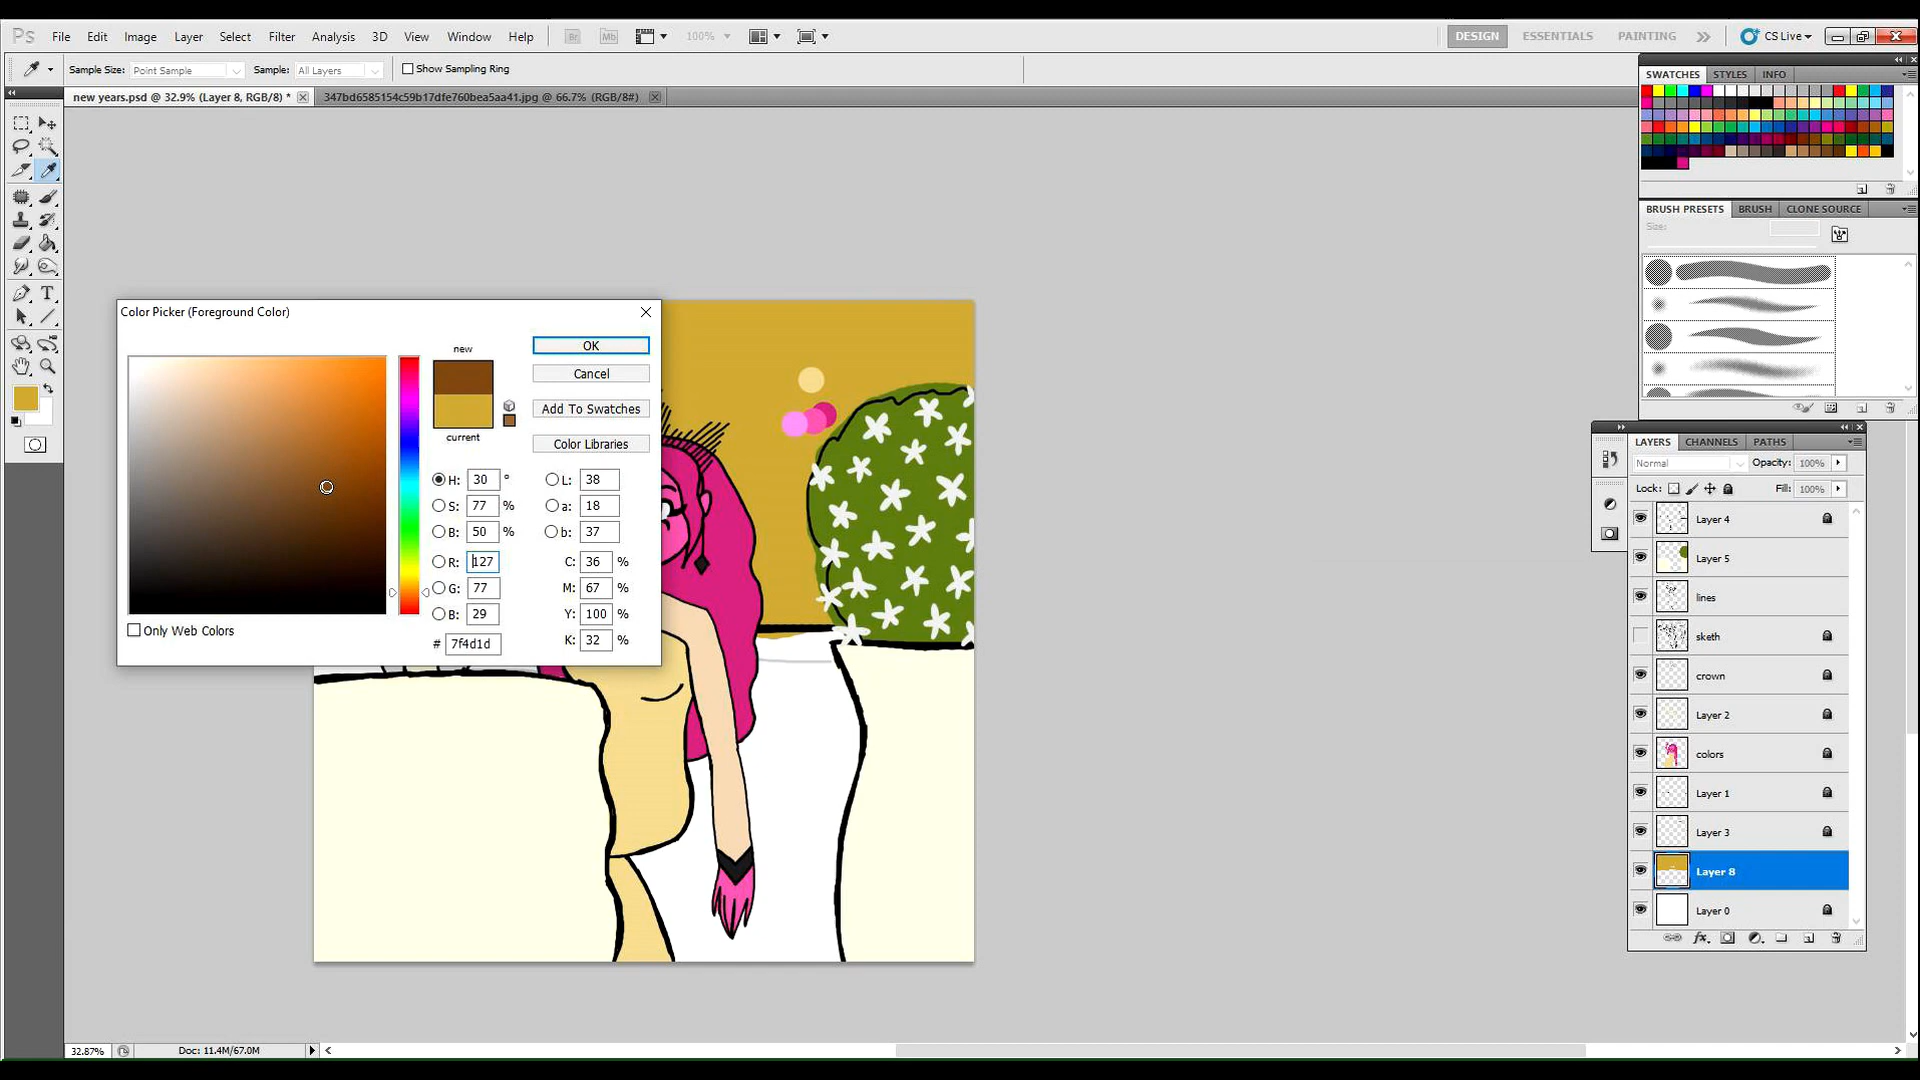 Ps File Edit Image Layer Select Filter Analysis 3D View Window Help Br Mb 100% DESIGN ESSENTIALS PAINTING CS Live
Sample Size: Point Sample Sample: All Layers Show Sampling Ring
new years.psd @ 32.9% (Layer 8, RGB/8) * 347bd6585154c59b17dfe760bea5aa41.jpg @ 66.7% (RGB/8#)
SWATCHES STYLES INFO
BRUSH PRESETS BRUSH CLONE SOURCE
Size:
T
Color Picker (Foreground Color)
new
current
OK
Cancel
Add To Swatches
Color Libraries
H: 30 ° L: 38
S: 77 % a: 18
B: 50 % b: 37
R: 127 C: 36 %
G: 77 M: 67 %
B: 29 Y: 100 %
# 7f4d1d K: 32 %
Only Web Colors
LAYERS CHANNELS PATHS
Normal Opacity: 100%
Lock: Fill: 100%
Layer 4
Layer 5
lines
sketh
crown
Layer 2
colors
Layer 1
Layer 3
Layer 8
Layer 0
fx
32.87% Doc: 11.4M/67.0M